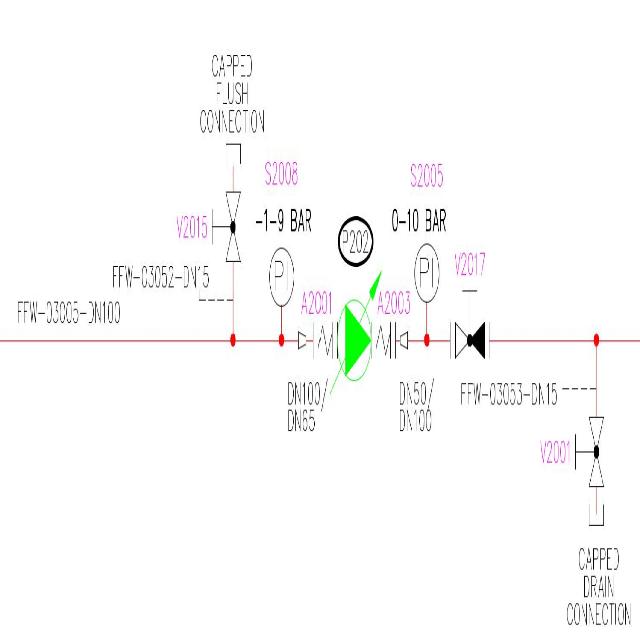 CAPPED
FLUSH
CONNECTION
S2008
S2005
V2015
-1-9 BAR
P202
0-10 BAR
V2017
FFW-03052-DN15
PI
PI
FFW-03005-DN100
A2001
A2003
DN100/
DN65
DN50/
DN100
FFW-03053-DN15
V2001
CAPPED
DRAIN
CONNECTION